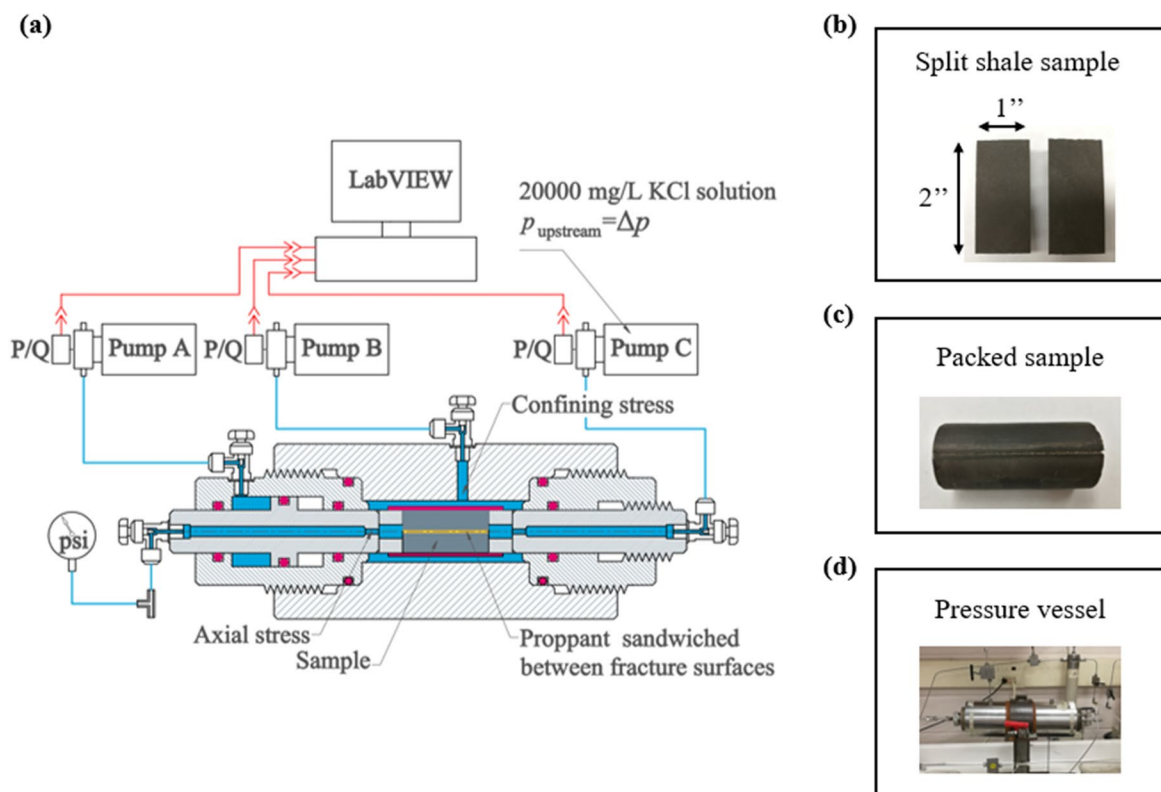 (a)
LabVIEW
20000 mg/L KCl solution
p upstream=Δp
P/Q
Pump A
P/Q
Pump B
P/Q
Pump C
Confining stress
psi
Axial stress
Sample
Proppant sandwiched
between fracture surfaces
(b)
Split shale sample
1’’
2’’
(c)
Packed sample
(d)
Pressure vessel